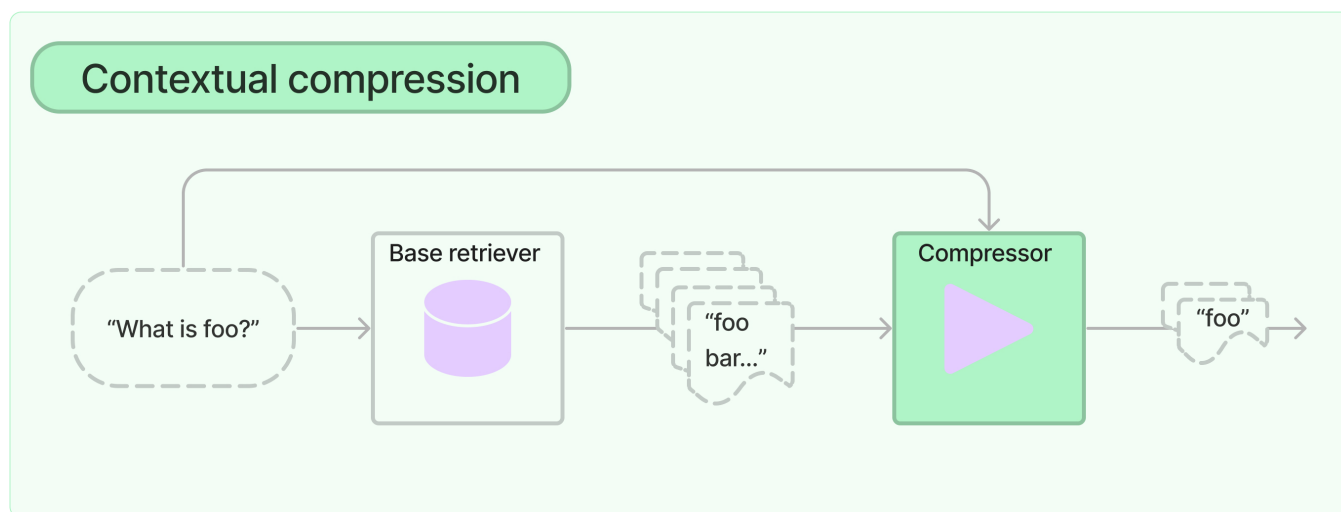 Contextual compression
“What is foo?”
Base retriever
“foo
bar...”
Compressor
“foo”